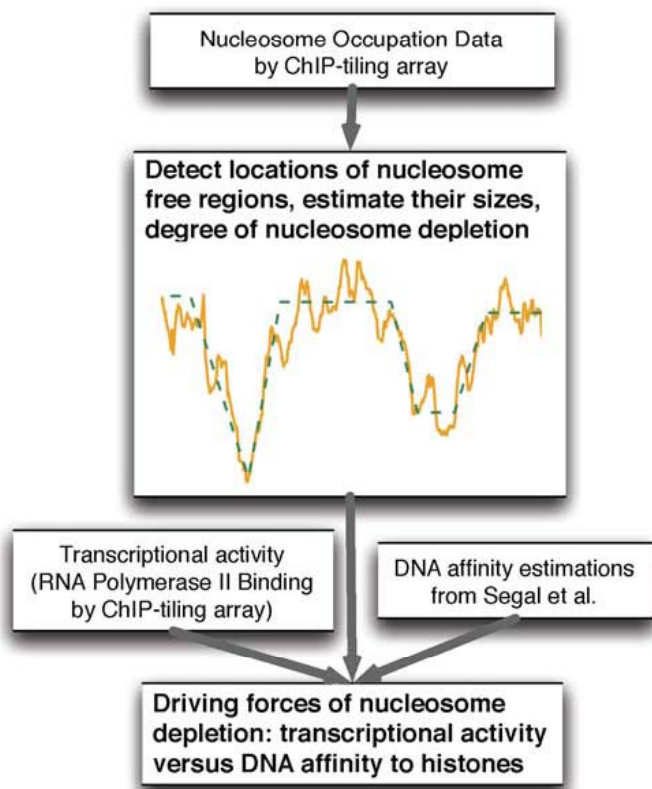 Nucleosome Occupation Data
by ChIP-tiling array
Detect locations of nucleosome
free regions, estimate their sizes,
degree of nucleosome depletion
Transcriptional activity
(RNA Polymerase II Binding
by ChIP-tiling array)
DNA affinity estimations
from Segal et al.
Driving forces of nucleosome
depletion: transcriptional activity
versus DNA affinity to histones